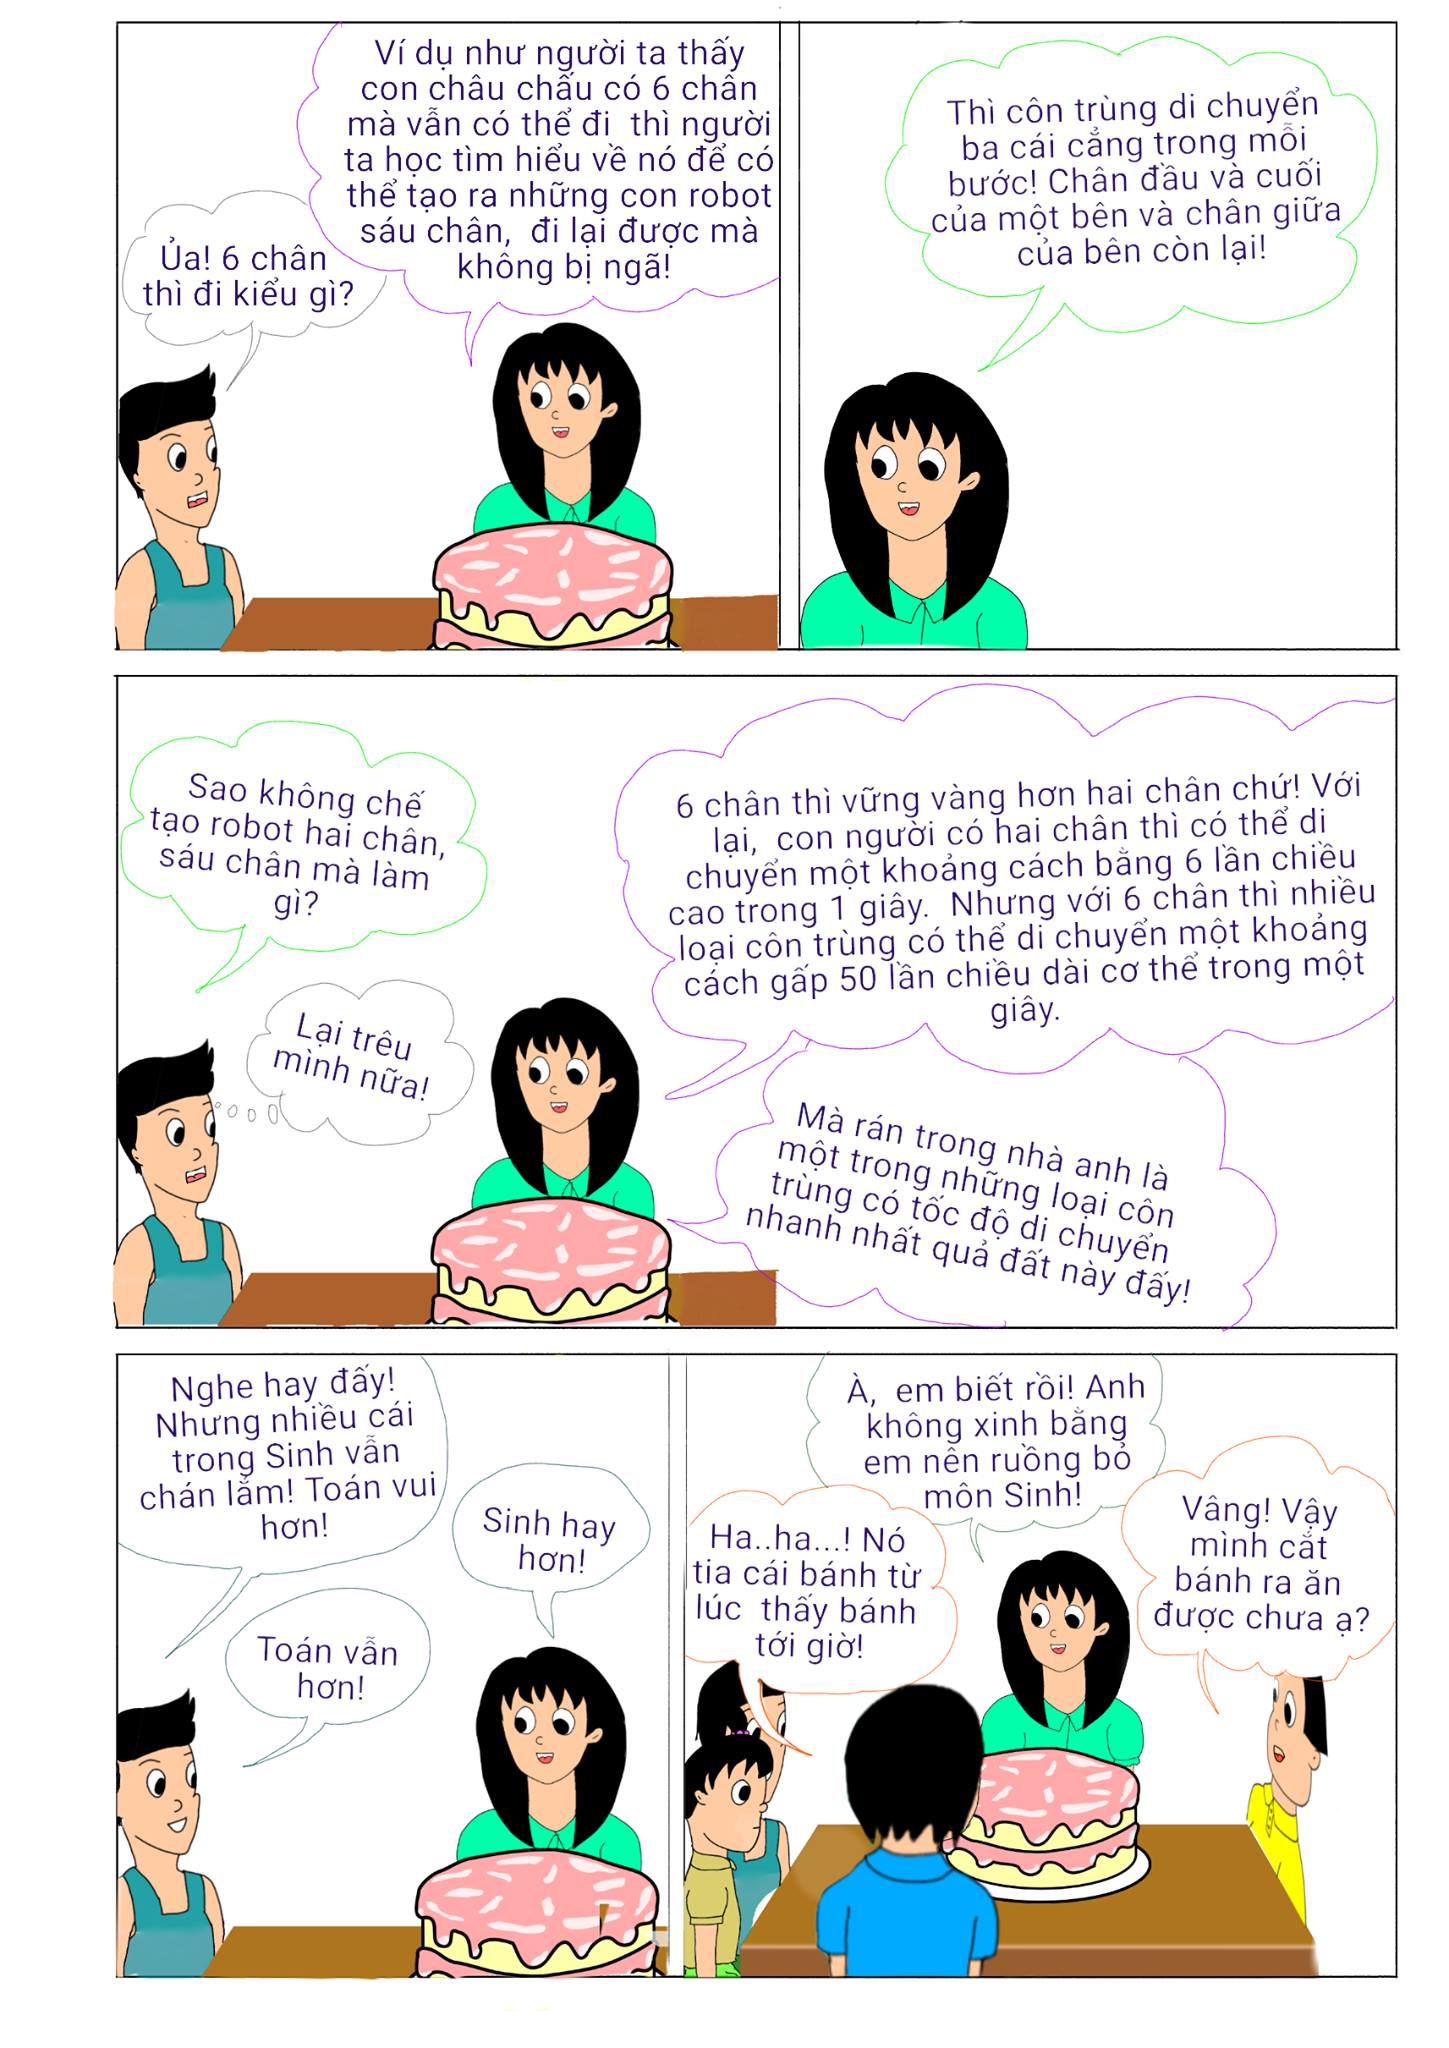 Ví dụ như người ta thấy
con châu chấu có 6 chân
mà vẫn có thể đi  thì người
ta học tìm hiểu về nó để có
thể tạo ra những con robot
sáu chân,  đi lại được mà
không bị ngã!
Ủa! 6 chân
thì đi kiểu gì?
Thì côn trùng di chuyển
ba cái cẳng trong mỗi
bước! Chân đầu và cuối
của một bên và chân giữa
của bên còn lại!
Sao không chế
tạo robot hai chân,
sáu chân mà làm
gì?
6 chân thì vững vàng hơn hai chân chứ! Với
lại,  con người có hai chân thì có thể di
chuyển một khoảng cách bằng 6 lần chiều
cao trong 1 giây.  Nhưng với 6 chân thì nhiều
loại côn trùng có thể di chuyển một khoảng
cách gấp 50 lần chiều dài cơ thể trong một
giây.
Lại trêu
mình nữa!
Mà rán trong nhà anh là
một trong những loại côn
trùng có tốc độ di chuyển
nhanh nhất quả đất này đấy!
Nghe hay đấy!
Nhưng nhiều cái
trong Sinh vẫn
chán lắm! Toán vui
hơn!
Sinh hay
hơn!
Toán vẫn
hơn!
À,  em biết rồi! Anh
không xinh bằng
em nên ruồng bỏ
môn Sinh!
Ha..ha...! Nó
tia cái bánh từ
lúc  thấy bánh
tới giờ!
Vâng! Vậy
mình cắt
bánh ra ăn
được chưa ạ?